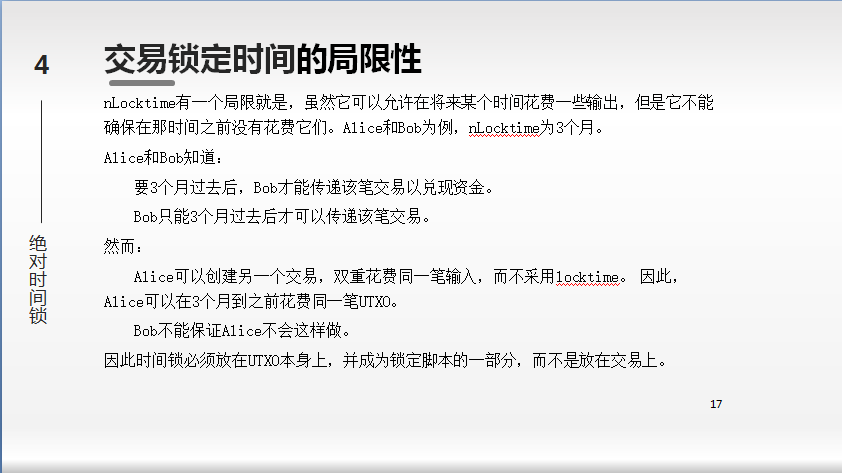 4
交易锁定时间的局限性
nLocktime有一个局限就是，虽然它可以允许在将来某个时间花费一些输出，但是它不能
确保在那时间之前没有花费它们。Alice和Bob为例，nLocktime为3个月。
Alice和Bob知道：
要3个月过去后，Bob才能传递该笔交易以兑现资金。
Bob只能3个月过去后才可以传递该笔交易。
然而：
Alice可以创建另一个交易，双重花费同一笔输入，而不采用locktime。 因此，
Alice可以在3个月到之前花费同一笔UTXO。
Bob不能保证Alice不会这样做。
因此时间锁必须放在UTXO本身上，并成为锁定脚本的一部分，而不是放在交易上。
绝对时间锁
17